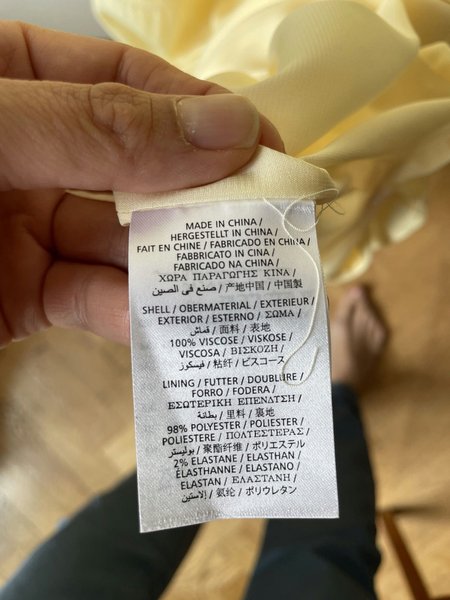 MADE IN CHINA /
HERGESTELLT IN CHINA /
FAIT EN CHINE / FABRICADO EN CHINA /
FABBRICATO IN CINA /
FABRICADO NA CHINA /
ΧΩΡΑ ΠΑΡΑΓΩΓΗΣ ΚΙΝΑ /
صنع في الصين / 产地中国 / 中国製
SHELL / OBERMATERIAL / EXTERIEUR /
EXTERIOR / ESTERNO / ΣΩΜΑ /
قماش / 面料 / 表地
100% VISCOSE / VISKOSE /
VISCOSA / ΒΙΣΚΟΖΗ /
فيسكوز / 粘纤 / ビスコース
LINING / FUTTER / DOUBLURE /
FORRO / FODERA /
ΕΣΩΤΕΡΙΚΗ ΕΠΕΝΔΥΣΗ /
بطانة / 里料 / 裏地
98% POLYESTER / POLIESTER /
POLIESTERE / ΠΟΛΥΕΣΤΕΡΑΣ /
بوليستر / 聚酯纤维 / ポリエステル
2% ELASTANE / ELASTHAN /
ELASTHANNE / ELASTANO /
ELASTAN / ΕΛΑΣΤΑΝΗ /
إلاستين / 氨纶 / ポリウレタン